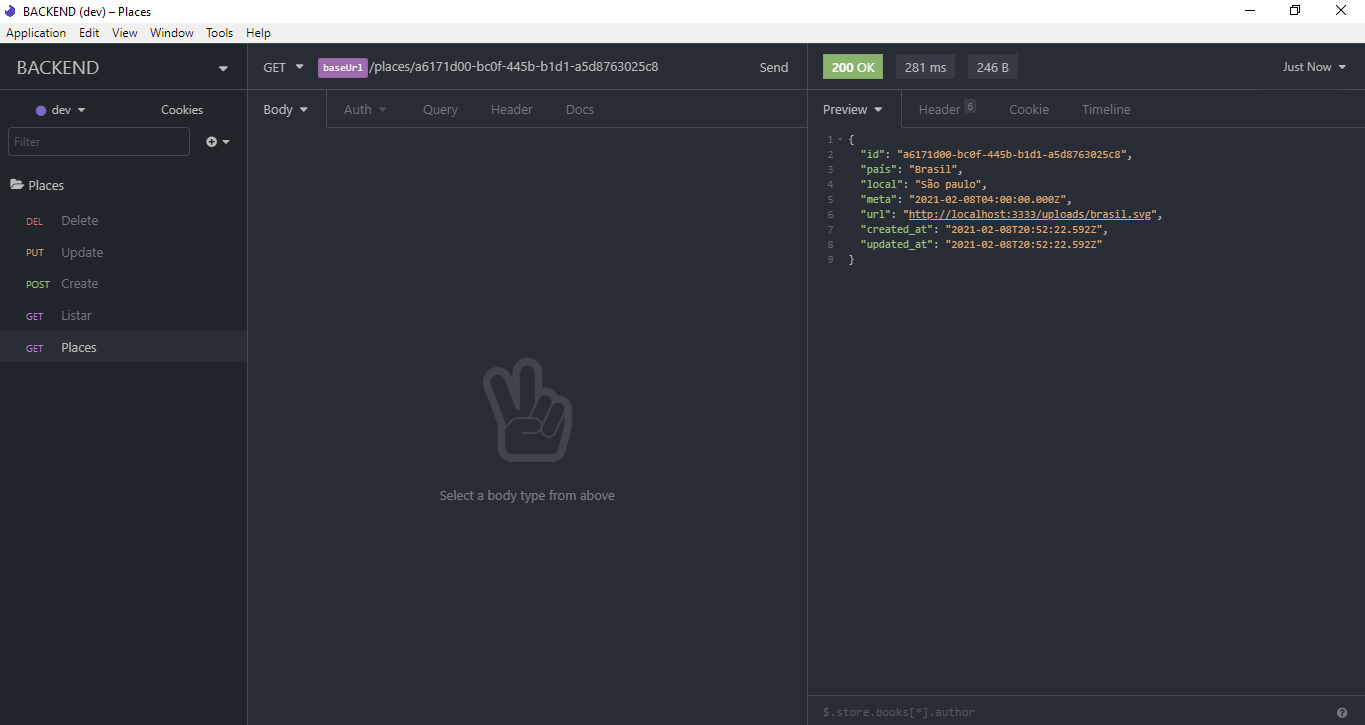 BACKEND (dev) – Places
Application Edit View Window Tools Help
BACKEND
dev Cookies
Filter
Places
DEL Delete
PUT Update
POST Create
GET Listar
GET Places
GET baseUrl/places/a6171d00-bc0f-445b-b1d1-a5d8763025c8 Send
Body Auth Query Header Docs
Select a body type from above
200 OK 281 ms 246 B Just Now
Preview Header 6 Cookie Timeline
1 {
2 "id": "a6171d00-bc0f-445b-b1d1-a5d8763025c8",
3 "país": "Brasil",
4 "local": "São paulo",
5 "meta": "2021-02-08T04:00:00.000Z",
6 "url": "http://localhost:3333/uploads/brasil.svg",
7 "created_at": "2021-02-08T20:52:22.592Z",
8 "updated_at": "2021-02-08T20:52:22.592Z"
9 }
$.store.books[*].author